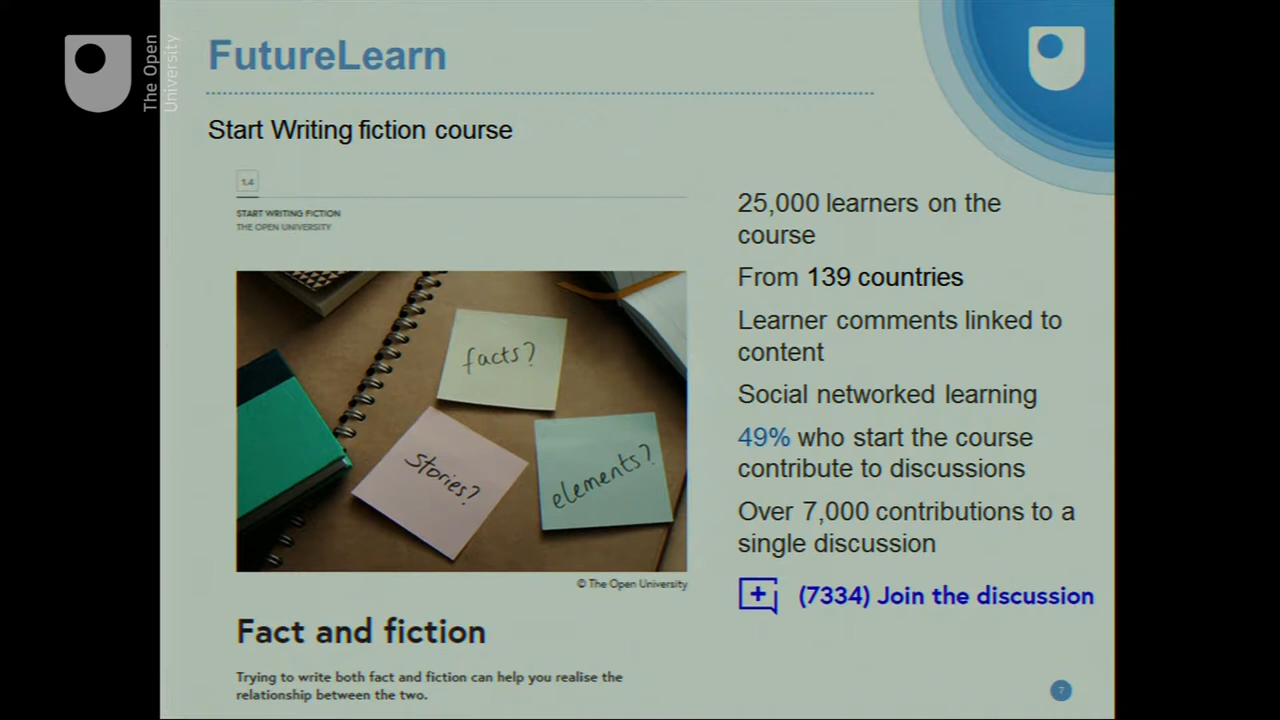 The Open
University
FutureLearn
Start Writing fiction course
1.4
START WRITING FICTION
THE OPEN UNIVERSITY
facts?
stories?
elements?
© The Open University
Fact and fiction
Trying to write both fact and fiction can help you realise the
relationship between the two.
25,000 learners on the
course
From 139 countries
Learner comments linked to
content
Social networked learning
49% who start the course
contribute to discussions
Over 7,000 contributions to a
single discussion
(7334) Join the discussion
7